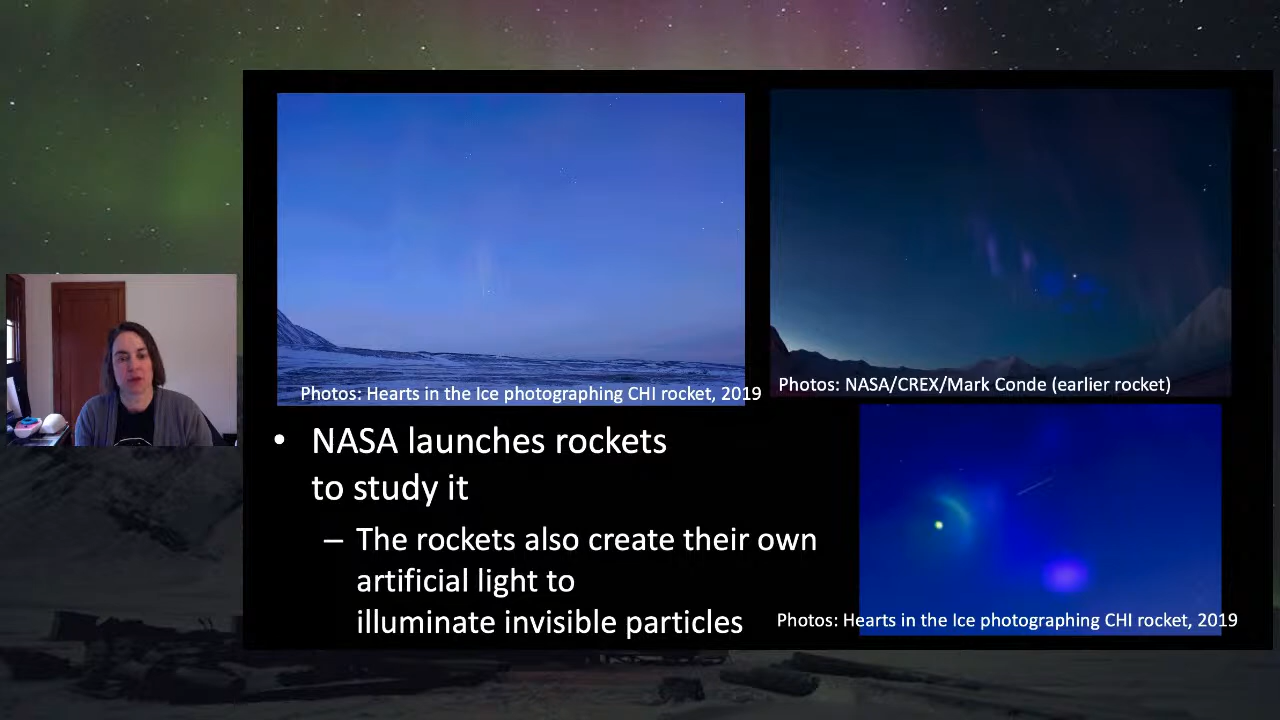 Photos: Hearts in the Ice photographing CHI rocket, 2019
Photos: NASA/CREX/Mark Conde (earlier rocket)
• NASA launches rockets
to study it
– The rockets also create their own
artificial light to
illuminate invisible particles
Photos: Hearts in the Ice photographing CHI rocket, 2019